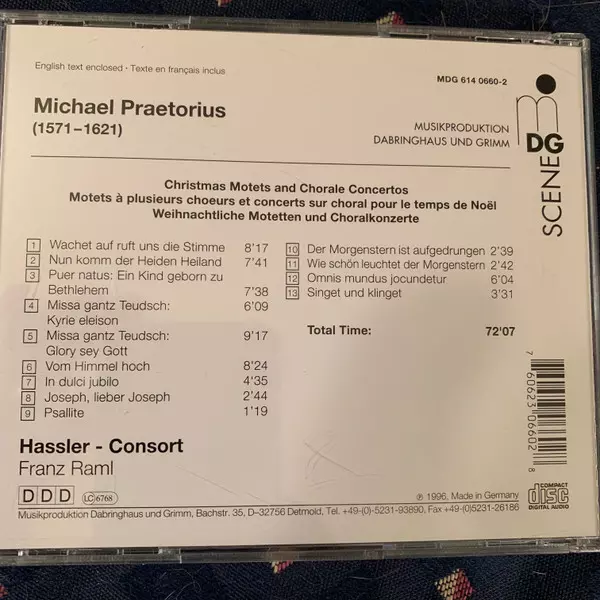 English text enclosed · Texte en français inclus
MDG 614 0660-2
Michael Praetorius
(1571–1621)
MUSIKPRODUKTION
DABRINGHAUS UND GRIMM
DG
SCENE
Christmas Motets and Chorale Concertos
Motets à plusieurs choeurs et concerts sur choral pour le temps de Noël
Weihnachtliche Motetten und Choralkonzerte
1 Wachet auf ruft uns die Stimme 8'17
2 Nun komm der Heiden Heiland 7'41
3 Puer natus: Ein Kind geborn zu
Bethlehem 7'38
4 Missa gantz Teudsch: 6'09
Kyrie eleison
5 Missa gantz Teudsch: 9'17
Glory sey Gott
6 Vom Himmel hoch 8'24
7 In dulci jubilo 4'35
8 Joseph, lieber Joseph 2'44
9 Psallite 1'19
10 Der Morgenstern ist aufgedrungen 2'39
11 Wie schön leuchtet der Morgenstern 2'42
12 Omnis mundus jocundetur 6'04
13 Singet und klinget 3'31
Total Time: 72'07
7 60623 06602 8
Hassler - Consort
Franz Raml
DDD
LC 6768
℗ 1996, Made in Germany
COMPACT
disc
DIGITAL AUDIO
Musikproduktion Dabringhaus und Grimm, Bachstr. 35, D–32756 Detmold, Tel. +49-(0)-5231-93890, Fax +49-(0)5231-26186